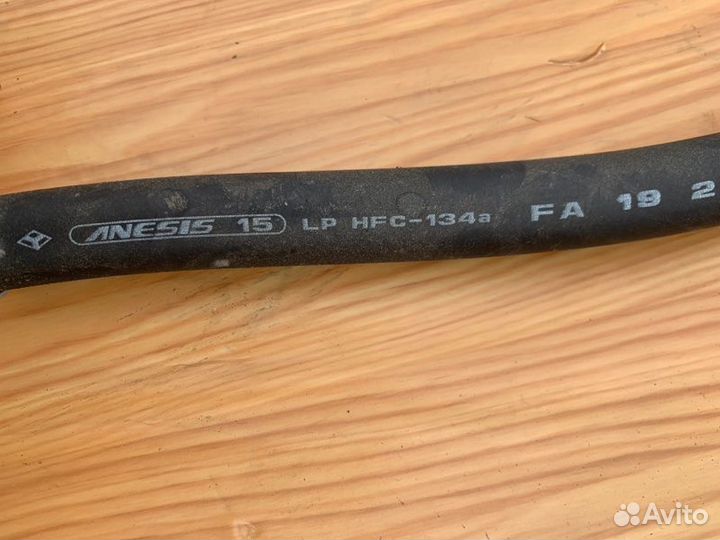 ANESIS 15 LP HFC-134a FA 19 2
Avito